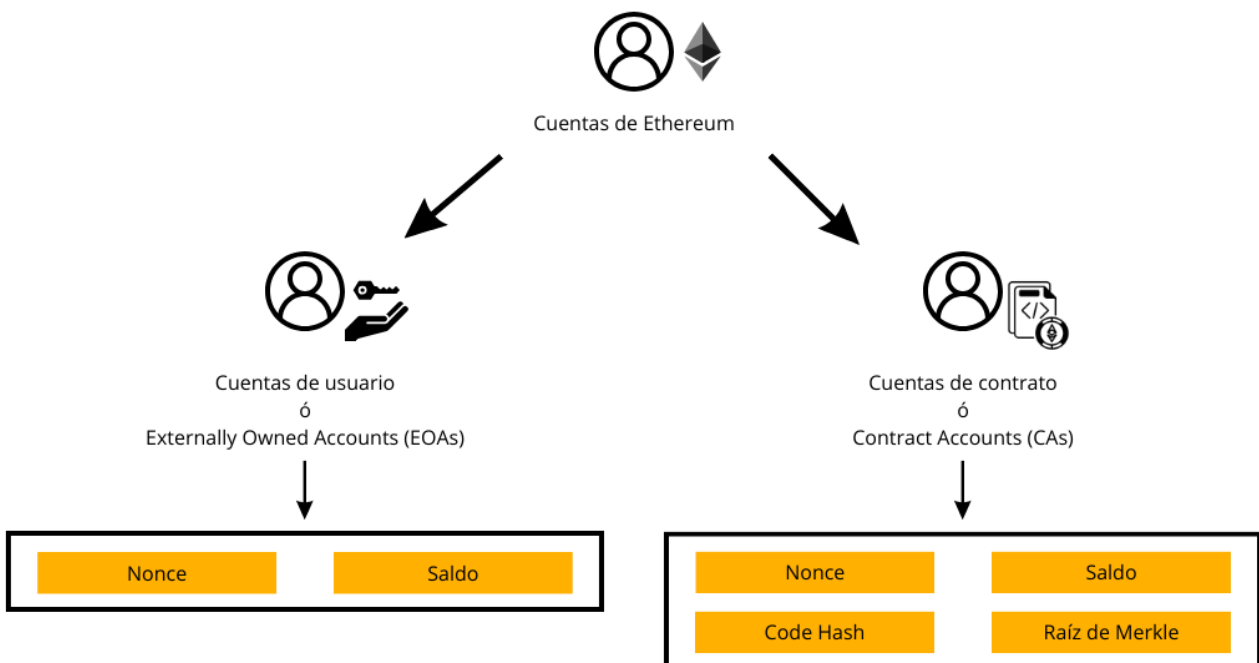 Cuentas de Ethereum
Cuentas de usuario
ó
Externally Owned Accounts (EOAs)
Cuentas de contrato
ó
Contract Accounts (CAs)
Nonce
Saldo
Nonce
Saldo
Code Hash
Raíz de Merkle